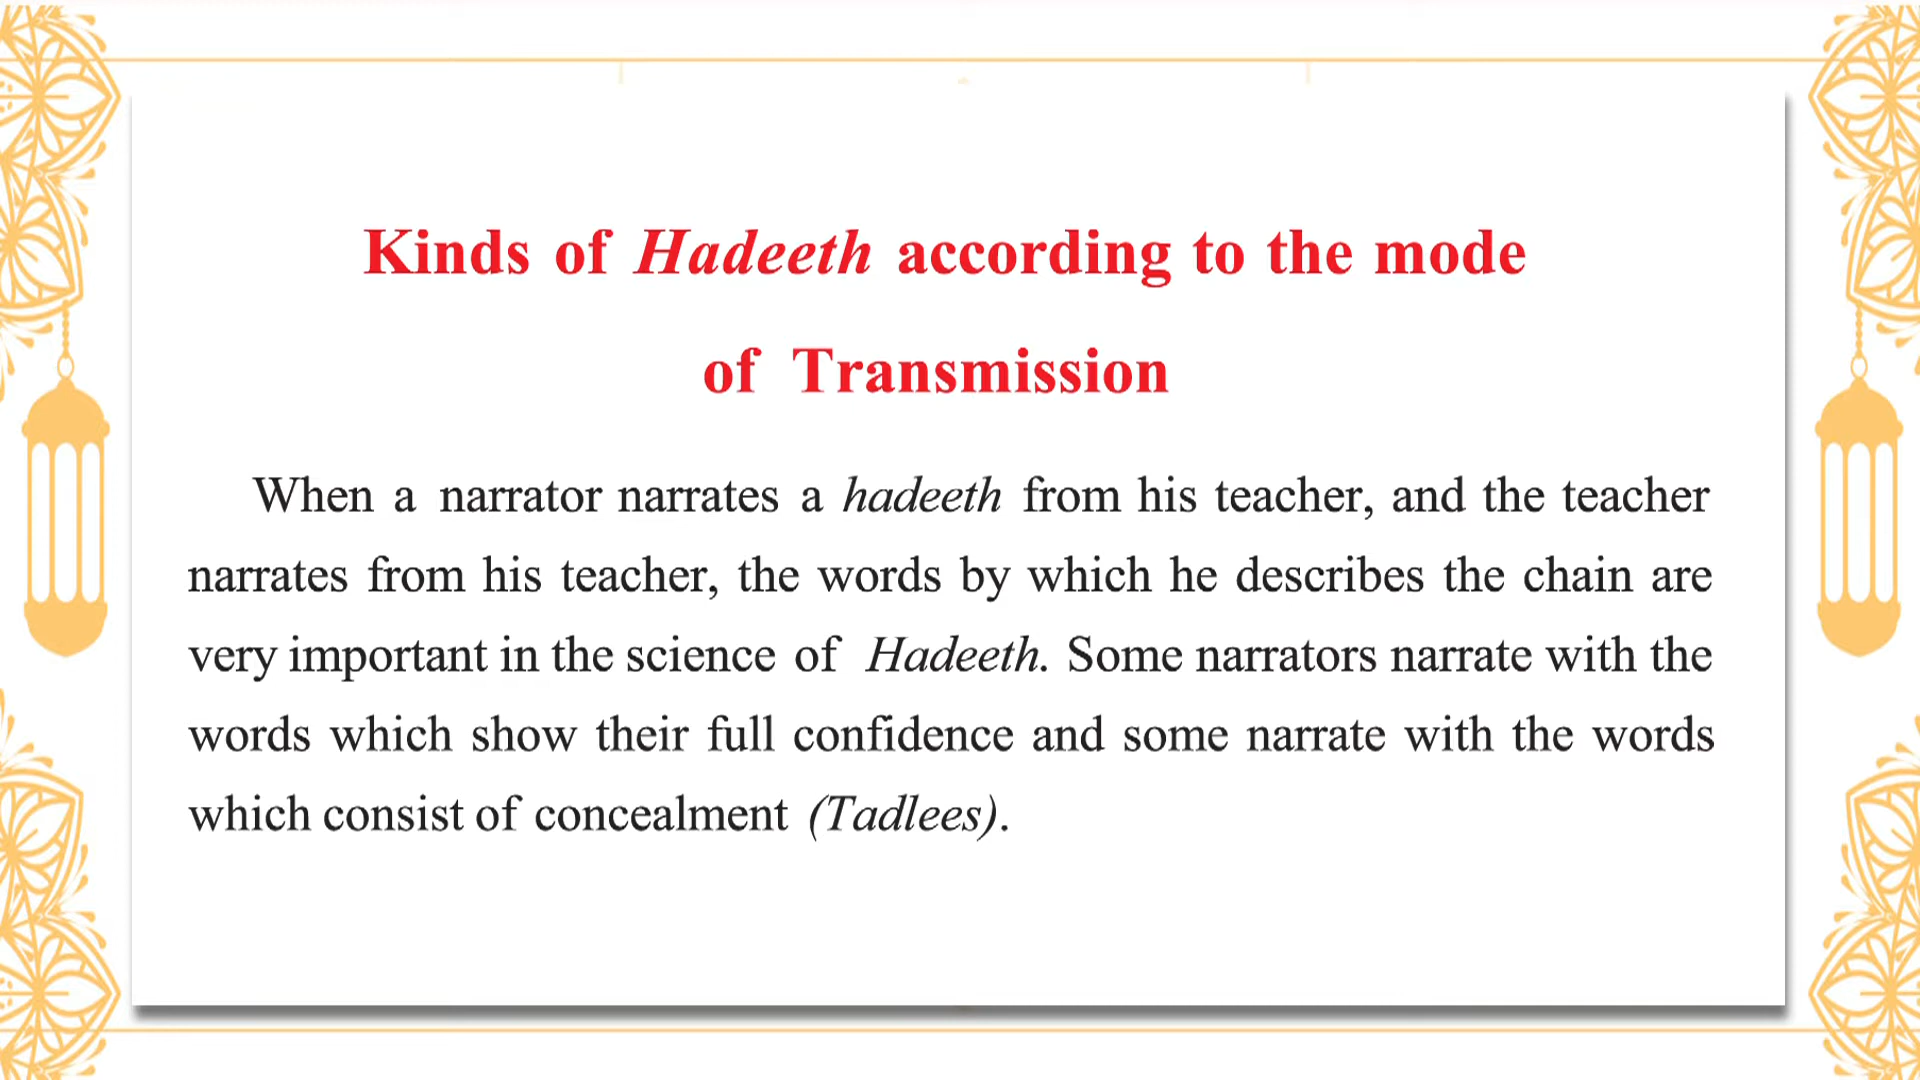 Kinds of Hadeeth according to the mode
of Transmission
When a narrator narrates a hadeeth from his teacher, and the teacher
narrates from his teacher, the words by which he describes the chain are
very important in the science of Hadeeth. Some narrators narrate with the
words which show their full confidence and some narrate with the words
which consist of concealment (Tadlees).